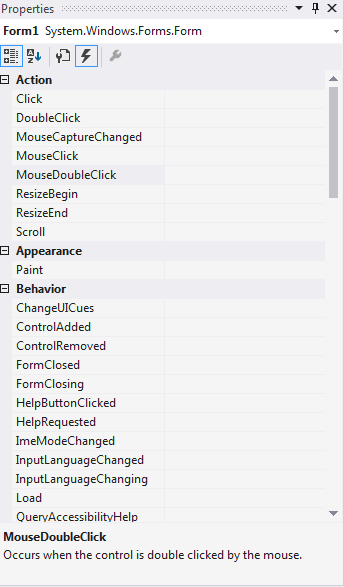 Properties
Form1 System.Windows.Forms.Form
Action
Click
DoubleClick
MouseCaptureChanged
MouseClick
MouseDoubleClick
ResizeBegin
ResizeEnd
Scroll
Appearance
Paint
Behavior
ChangeUICues
ControlAdded
ControlRemoved
FormClosed
FormClosing
HelpButtonClicked
HelpRequested
ImeModeChanged
InputLanguageChanged
InputLanguageChanging
Load
QueryAccessibilityHelp
MouseDoubleClick
Occurs when the control is double clicked by the mouse.